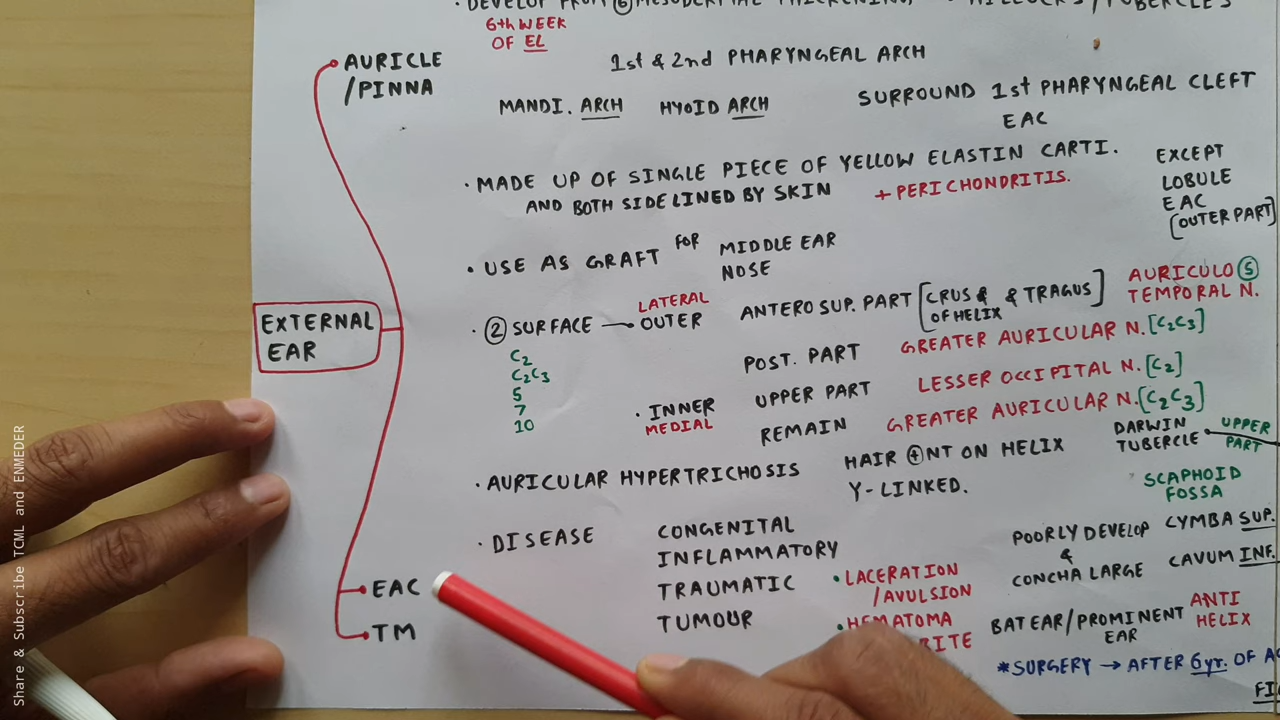 6th WEEK
OF EL
AURICLE
/PINNA
1st & 2nd PHARYNGEAL ARCH
MANDI. ARCH HYOID ARCH
SURROUND 1st PHARYNGEAL CLEFT
EAC
• MADE UP OF SINGLE PIECE OF YELLOW ELASTIN CARTI.
AND BOTH SIDE LINED BY SKIN + PERICHONDRITIS.
EXCEPT
LOBULE
EAC
[OUTER PART]
• USE AS GRAFT FOR MIDDLE EAR
NOSE
EXTERNAL
EAR
• ② SURFACE → LATERAL
OUTER
ANTERO SUP. PART [CRUS & & TRAGUS]
OF HELIX
AURICULO ⑤
TEMPORAL N.
POST. PART GREATER AURICULAR N. [C2C3]
C2
C2C3
5
7
10
• INNER
MEDIAL
UPPER PART LESSER OCCIPITAL N. [C2]
REMAIN GREATER AURICULAR N. [C2C3]
DARWIN
TUBERCLE
UPPER
PART
SCAPHOID
FOSSA
• AURICULAR HYPERTRICHOSIS HAIR ⊕NT ON HELIX
Y-LINKED.
• DISEASE CONGENITAL
INFLAMMATORY
TRAUMATIC
TUMOUR
• LACERATION
/AVULSION
• HEMATOMA
POORLY DEVELOP
&
CONCHA LARGE
CYMBA SUP.
CAVUM INF.
BAT EAR/PROMINENT
EAR
ANTI
HELIX
*SURGERY → AFTER 6yr. OF
EAC
TM
Share & Subscribe TCML and ENMEDER